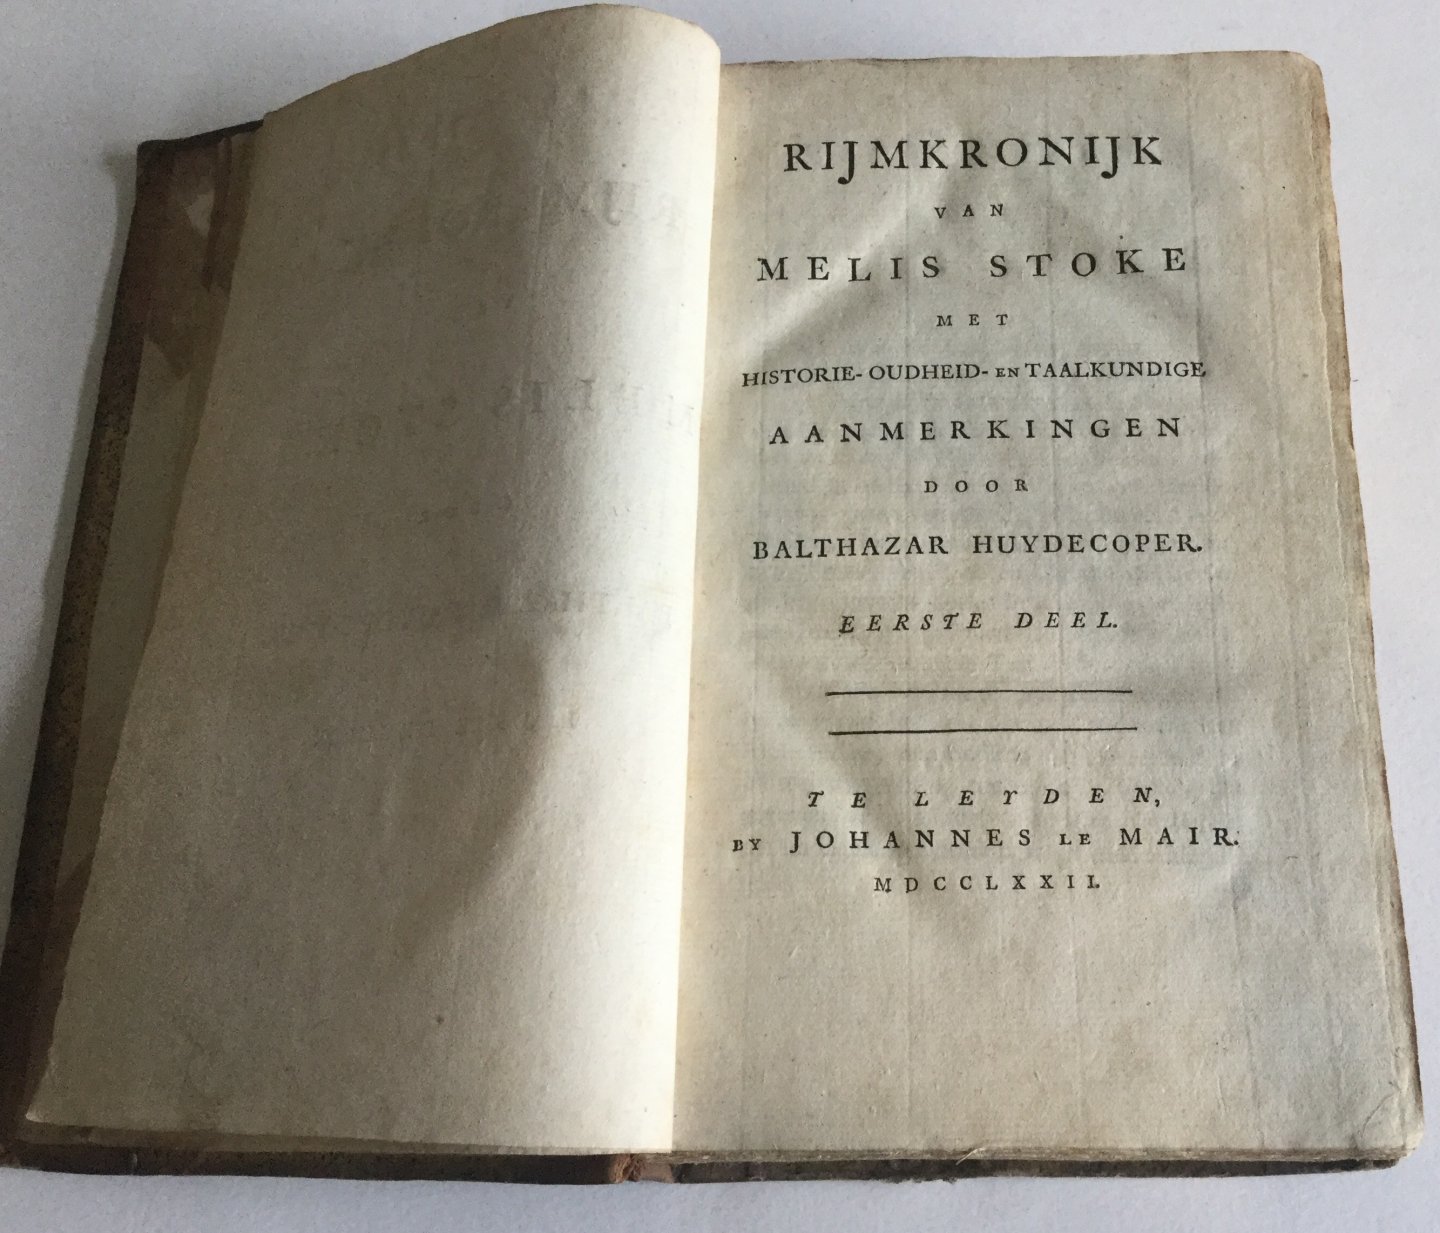 RIJMKRONIJK
VAN
MELIS STOKE
MET
HISTORIE- OUDHEID- EN TAALKUNDIGE
AANMERKINGEN
DOOR
BALTHAZAR HUYDECOPER.
EERSTE DEEL.
TE LEYDEN,
BY JOHANNES LE MAIR.
MDCCLXXII.